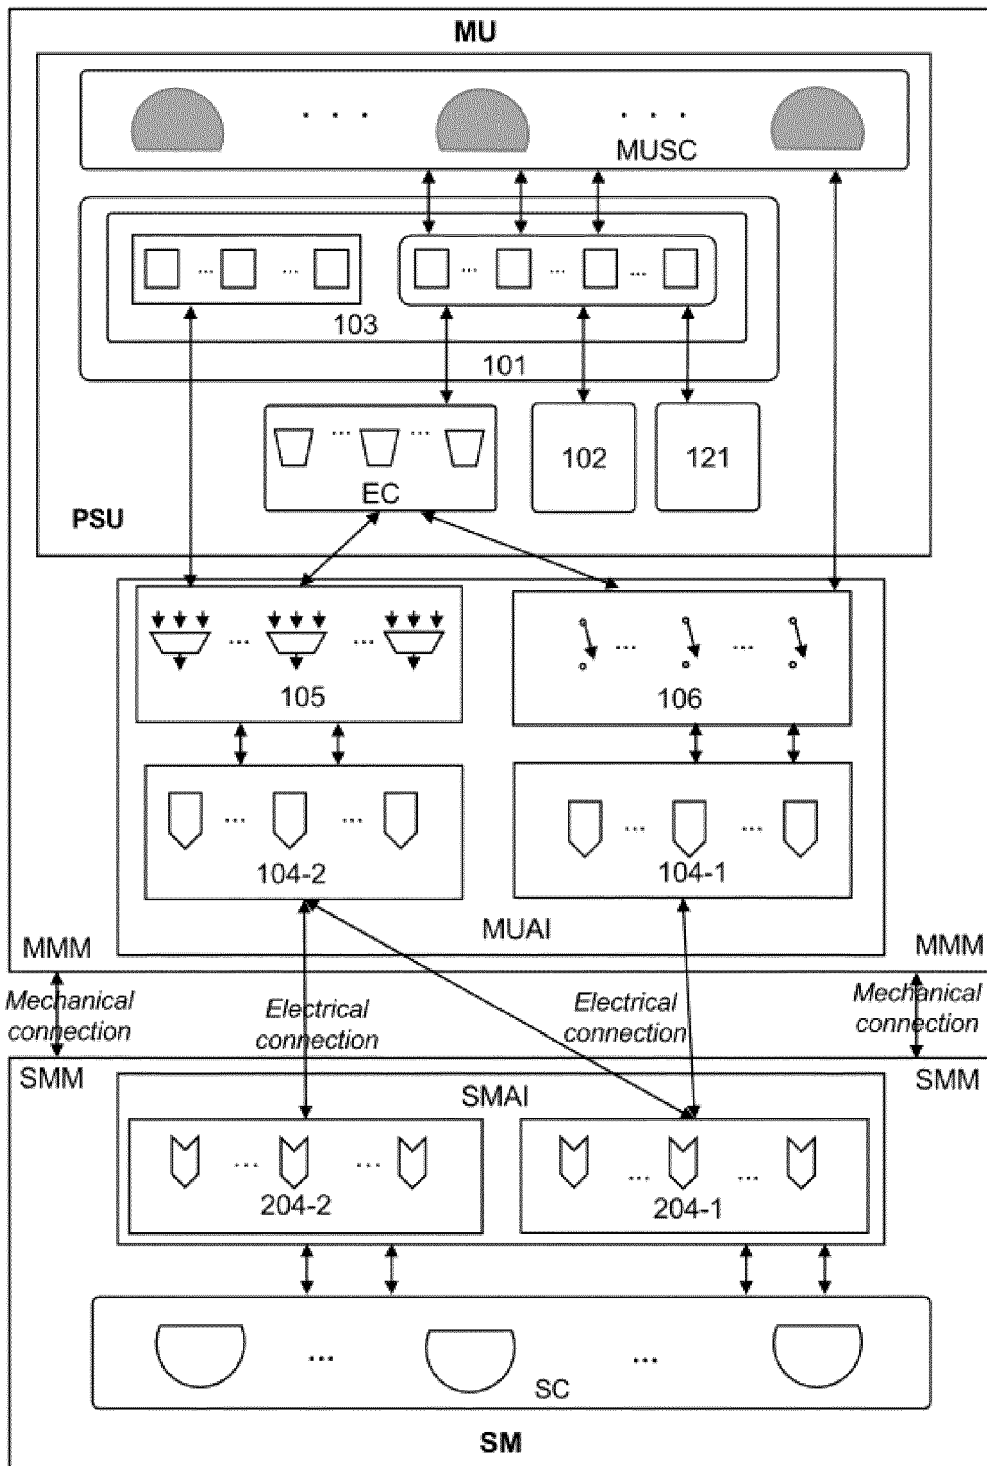 MU
MUSC
103
101
EC
102
121
PSU
105
106
104-2
104-1
MUAI
MMM
MMM
Mechanical
connection
Electrical
connection
Electrical
connection
Mechanical
connection
SMM
SMM
SMAI
204-2
204-1
SC
SM